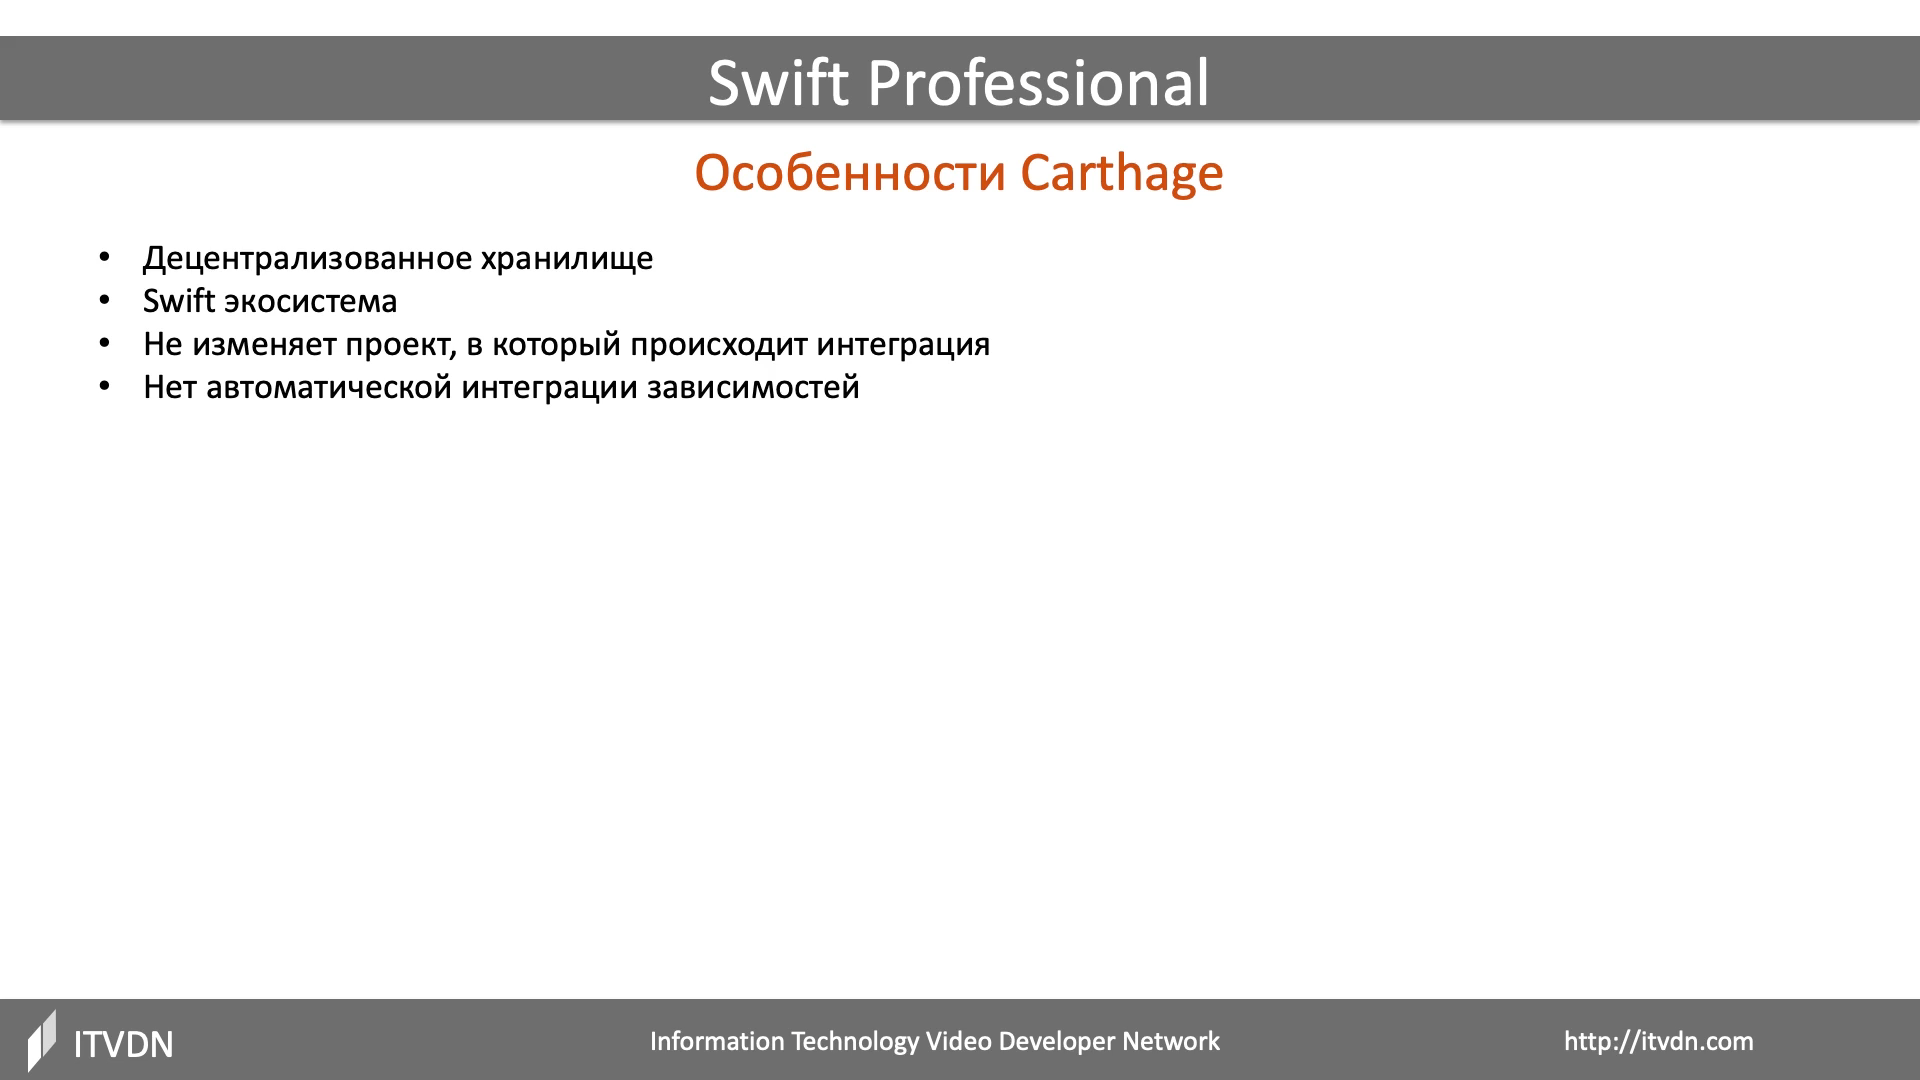 Swift Professional
Особенности Carthage
• Децентрализованное хранилище
• Swift экосистема
• Не изменяет проект, в который происходит интеграция
• Нет автоматической интеграции зависимостей
ITVDN
Information Technology Video Developer Network
http://itvdn.com